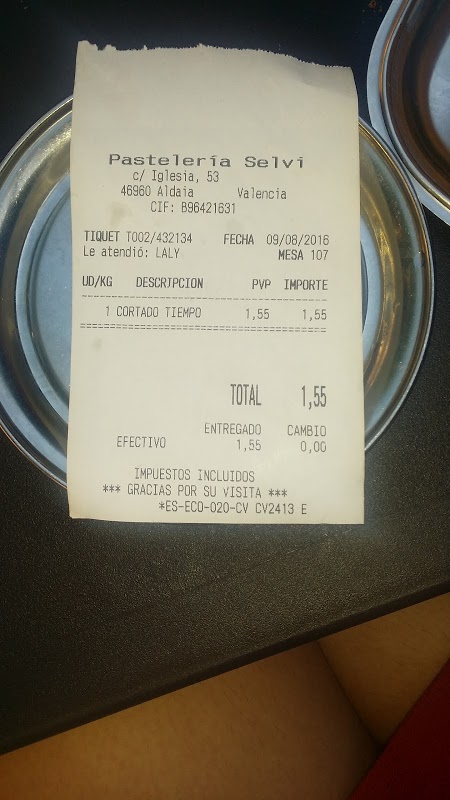 Pastelería Selvi
c/ Iglesia, 53
46960 Aldaia Valencia
CIF: B96421631
TIQUET T002/432134 FECHA 09/08/2016
Le atendió: LALY MESA 107
UD/KG DESCRIPCION PVP IMPORTE
1 CORTADO TIEMPO 1,55 1,55
TOTAL 1,55
ENTREGADO CAMBIO
EFECTIVO 1,55 0,00
IMPUESTOS INCLUIDOS
*** GRACIAS POR SU VISITA ***
*ES-ECO-020-CV CV2413 E